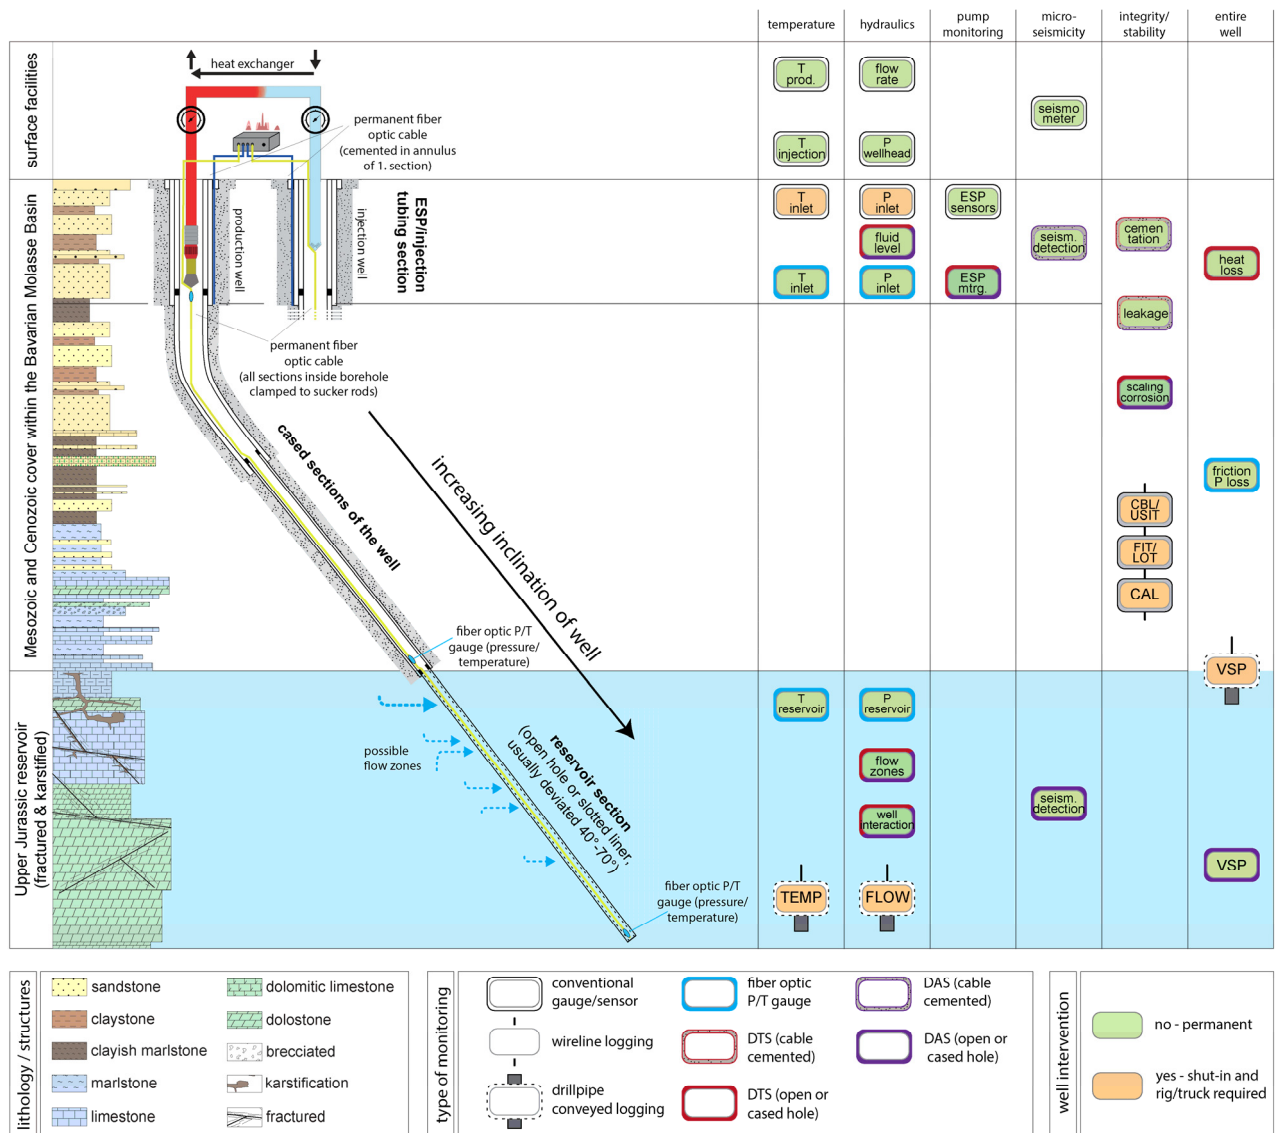 temperature
hydraulics
pump
monitoring
micro-
seismicity
integrity/
stability
entire
well
surface facilities
heat exchanger
permanent fiber
optic cable
(cemented in annulus
of 1. section)
T
prod.
flow
rate
seismo
meter
T
injection
P
wellhead
Mesozoic and Cenozoic cover within the Bavarian Molasse Basin
production well
injection well
ESP/injection
tubing section
T
inlet
P
inlet
ESP
sensors
fluid
level
seism.
detection
cemen
tation
heat
loss
T
inlet
P
inlet
ESP
mtrg.
leakage
permanent fiber
optic cable
(all sections inside borehole
clamped to sucker rods)
scaling
corrosion
cased sections of the well
increasing inclination of well
friction
P loss
CBL/
USIT
FIT/
LOT
CAL
fiber optic P/T
gauge (pressure/
temperature)
VSP
Upper Jurassic reservoir
(fractured & karstified)
T
reservoir
P
reservoir
possible
flow zones
reservoir section
(open hole or slotted liner,
usually deviated 40°-70°)
flow
zones
seism.
detection
well
interaction
VSP
TEMP
FLOW
fiber optic P/T
gauge (pressure/
temperature)
lithology / structures
sandstone
claystone
clayish marlstone
marlstone
limestone
dolomitic limestone
dolostone
brecciated
karstification
fractured
type of monitoring
conventional
gauge/sensor
wireline logging
drillpipe
conveyed logging
fiber optic
P/T gauge
DTS (cable
cemented)
DTS (open or
cased hole)
DAS (cable
cemented)
DAS (open or
cased hole)
well intervention
no - permanent
yes - shut-in and
rig/truck required